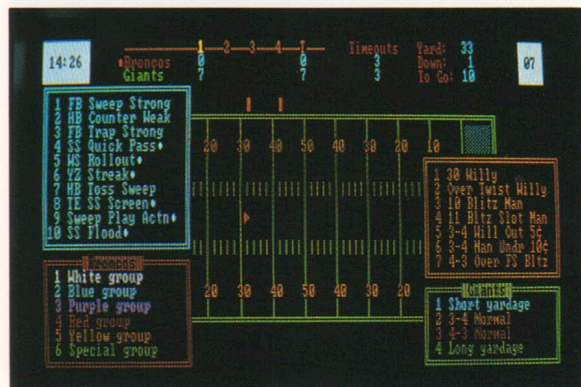 14:26
1 2 3 4 T Timeouts Yard: 33
*Broncos 0 0 3 Down: 1
Giants 7 7 3 To Go: 10
07
1 FB Sweep Strong
2 HB Counter Weak
3 FB Trap Strong
4 SS Quick Pass♦
5 WS Rollout♦
6 YZ Streak♦
7 HB Toss Sweep
8 TE SS Screen♦
9 Sweep Play Actn♦
10 SS Flood♦
20 30 40 40 30 20 10
1 30 Willy
2 Over Twist Willy
3 10 Blitz Man
4 11 Bltz Slot Man
5 3-4 Will Out 5¢
6 3-4 Man Undr 10¢
7 4-3 Over FS Bltz
Broncos
1 White group
2 Blue group
3 Purple group
4 Red group
5 Yellow group
6 Special group
20 30 40 40 30 20
Giants
1 Short yardage
2 3-4 Normal
3 4-3 Normal
4 Long yardage